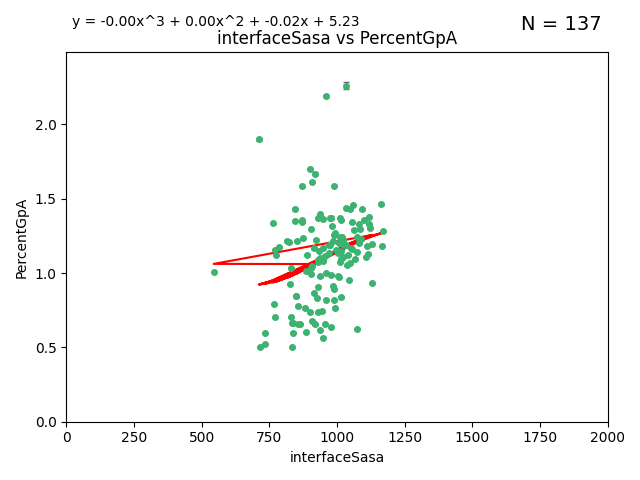 y = -0.00x^3 + 0.00x^2 + -0.02x + 5.23
N = 137
interfaceSasa vs PercentGpA
PercentGpA
2.0
1.5
1.0
0.5
0.0
0 250 500 750 1000 1250 1500 1750 2000
interfaceSasa